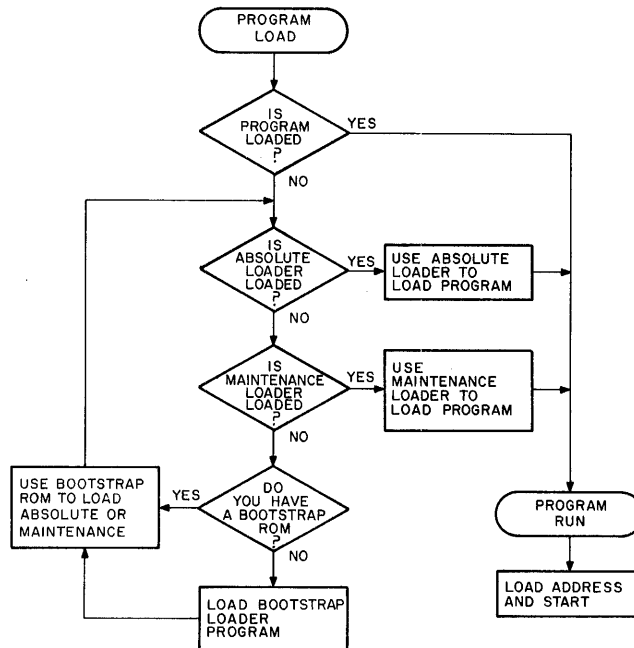 PROGRAM
LOAD
IS
PROGRAM
LOADED
?
YES
NO
IS
ABSOLUTE
LOADER
LOADED
?
YES
NO
USE ABSOLUTE
LOADER TO
LOAD PROGRAM
IS
MAINTENANCE
LOADER
LOADED
?
YES
NO
USE
MAINTENANCE
LOADER TO
LOAD PROGRAM
DO
YOU HAVE
A BOOTSTRAP
ROM
?
YES
NO
USE BOOTSTRAP
ROM TO LOAD
ABSOLUTE OR
MAINTENANCE
LOAD BOOTSTRAP
LOADER
PROGRAM
PROGRAM
RUN
LOAD ADDRESS
AND START